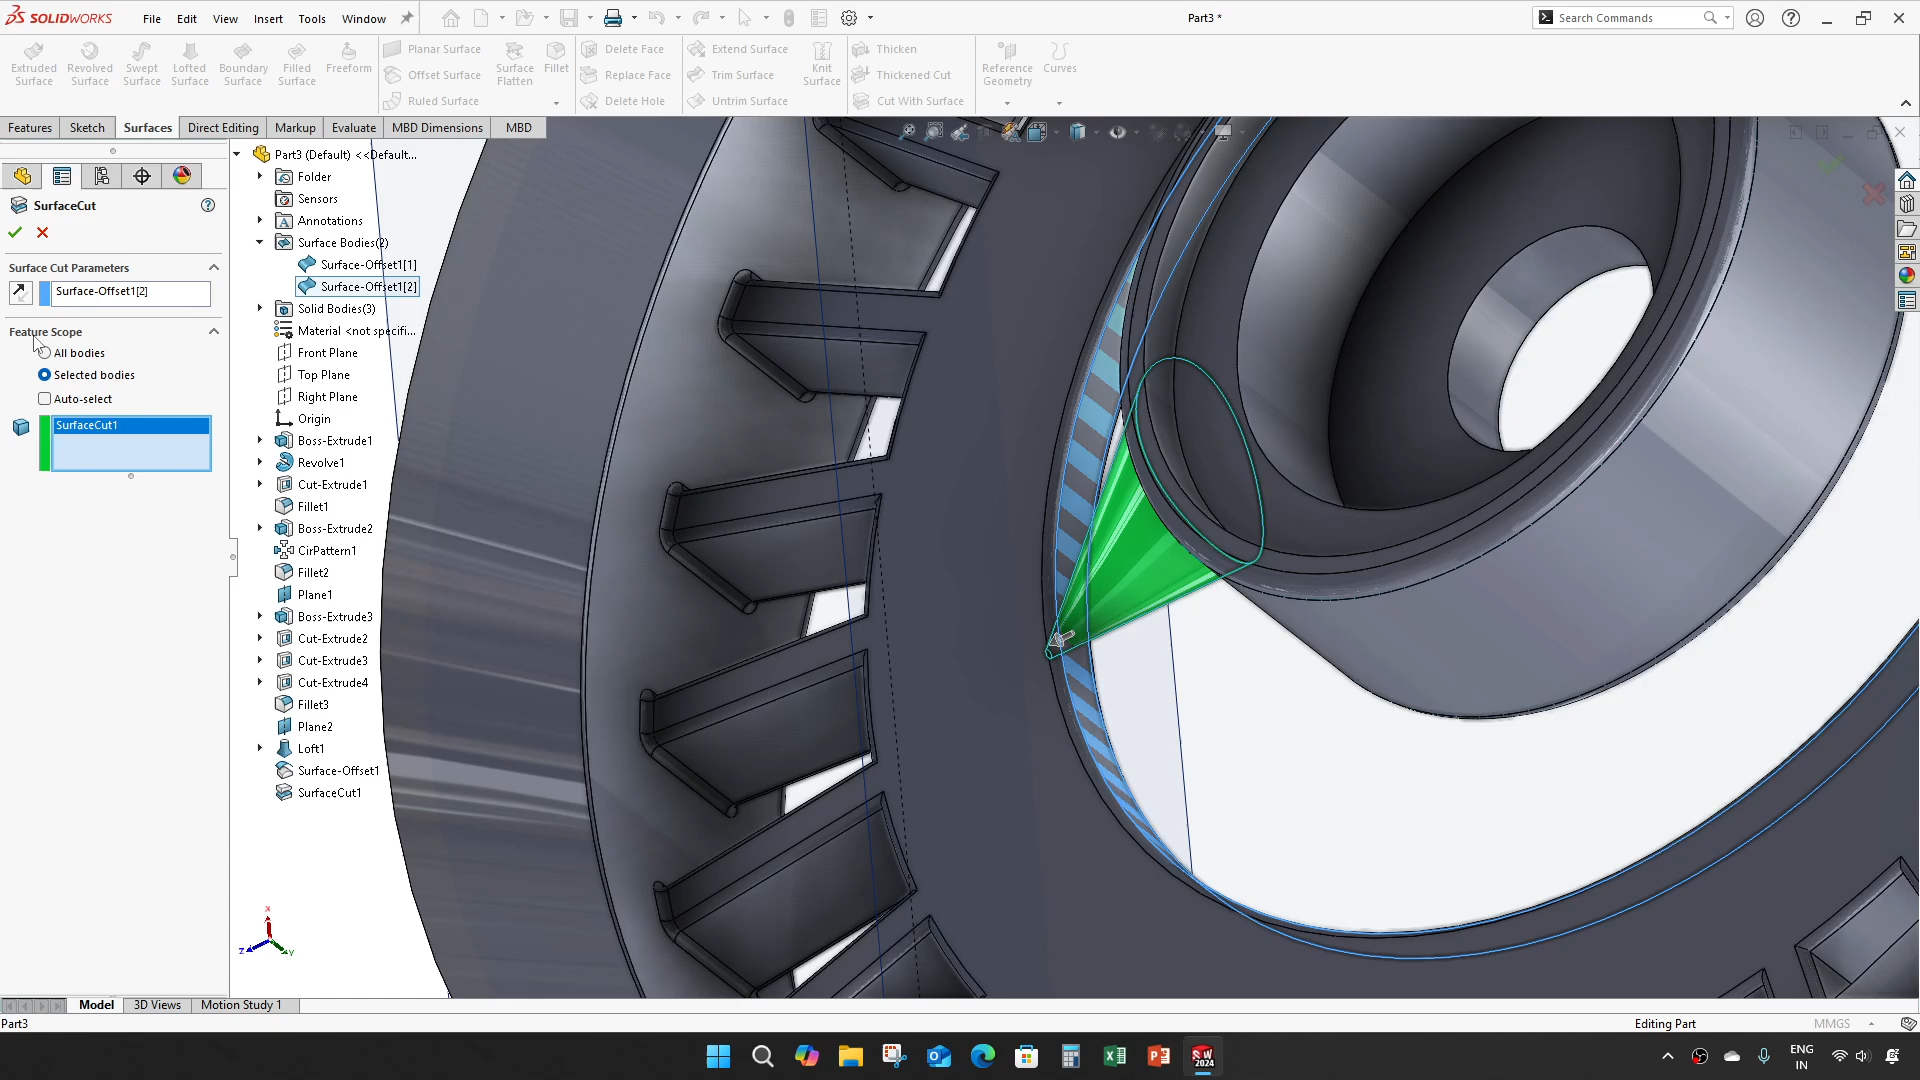 SOLIDWORKS
File
Edit
View
Insert
Tools
Window
Part3 *
Search Commands
Extruded Surface
Revolved Surface
Swept Surface
Lofted Surface
Boundary Surface
Filled Surface
Freeform
Planar Surface
Offset Surface
Ruled Surface
Surface Flatten
Fillet
Delete Face
Replace Face
Delete Hole
Extend Surface
Trim Surface
Untrim Surface
Knit Surface
Thicken
Thickened Cut
Cut With Surface
Reference Geometry
Curves
Features
Sketch
Surfaces
Direct Editing
Markup
Evaluate
MBD Dimensions
MBD
SurfaceCut
Surface Cut Parameters
Surface-Offset1[2]
Feature Scope
All bodies
Selected bodies
Auto-select
SurfaceCut1
Part3 (Default) <<Default...
Folder
Sensors
Annotations
Surface Bodies(2)
Surface-Offset1[1]
Surface-Offset1[2]
Solid Bodies(3)
Material <not specifi...
Front Plane
Top Plane
Right Plane
Origin
Boss-Extrude1
Revolve1
Cut-Extrude1
Fillet1
Boss-Extrude2
CirPattern1
Fillet2
Plane1
Boss-Extrude3
Cut-Extrude2
Cut-Extrude3
Cut-Extrude4
Fillet3
Plane2
Loft1
Surface-Offset1
SurfaceCut1
X
Z
Y
Model
3D Views
Motion Study 1
Part3
Editing Part
MMGS
SW
2024
ENG
IN